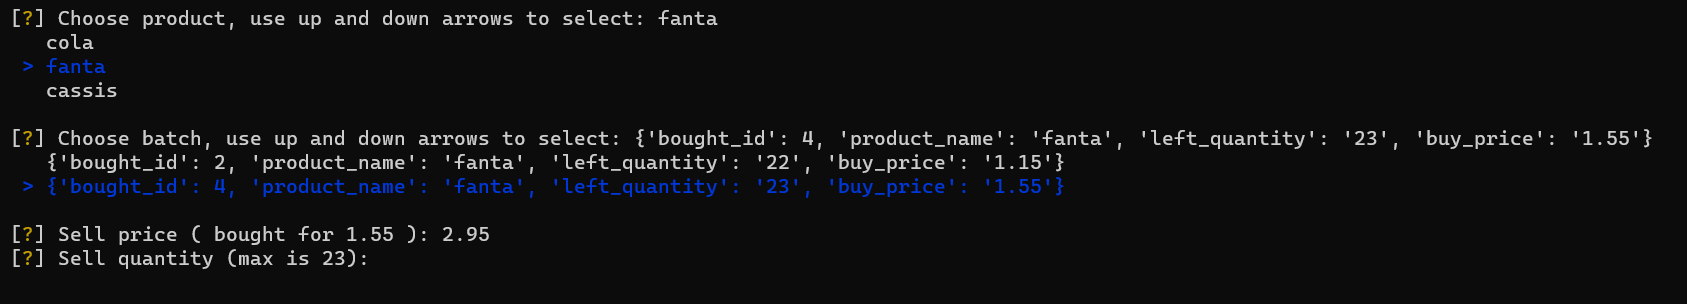 [?] Choose product, use up and down arrows to select: fanta
cola
> fanta
cassis
[?] Choose batch, use up and down arrows to select: {'bought_id': 4, 'product_name': 'fanta', 'left_quantity': '23', 'buy_price': '1.55'}
{'bought_id': 2, 'product_name': 'fanta', 'left_quantity': '22', 'buy_price': '1.15'}
> {'bought_id': 4, 'product_name': 'fanta', 'left_quantity': '23', 'buy_price': '1.55'}
[?] Sell price ( bought for 1.55 ): 2.95
[?] Sell quantity (max is 23):